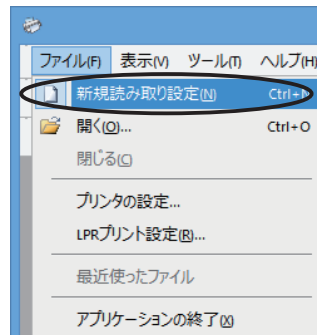 ファイル(F) 表示(V) ツール(T) ヘルプ(H)
新規読み取り設定(N) Ctrl+N
開く(O)... Ctrl+O
閉じる(C)
プリンタの設定...
LPRプリント設定(R)...
最近使ったファイル
アプリケーションの終了(X)